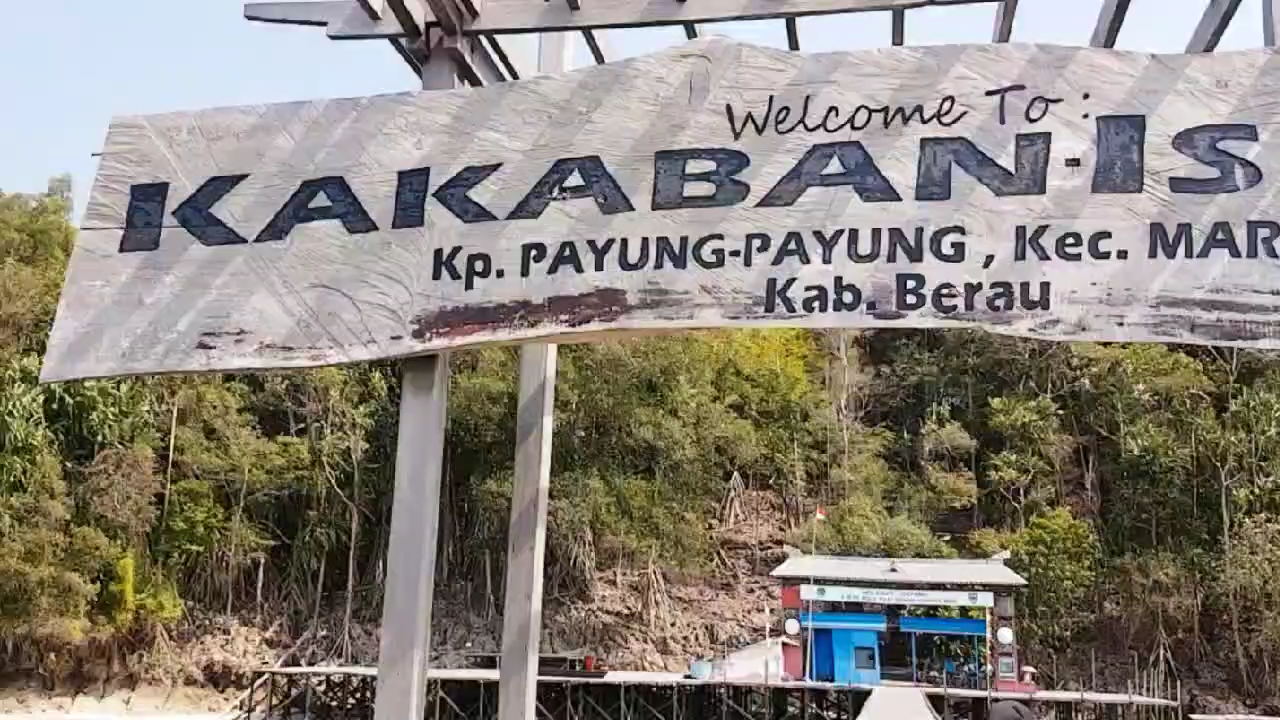 Welcome To :
KAKABAN-IS
Kp. PAYUNG-PAYUNG , Kec. MAR
Kab. Berau